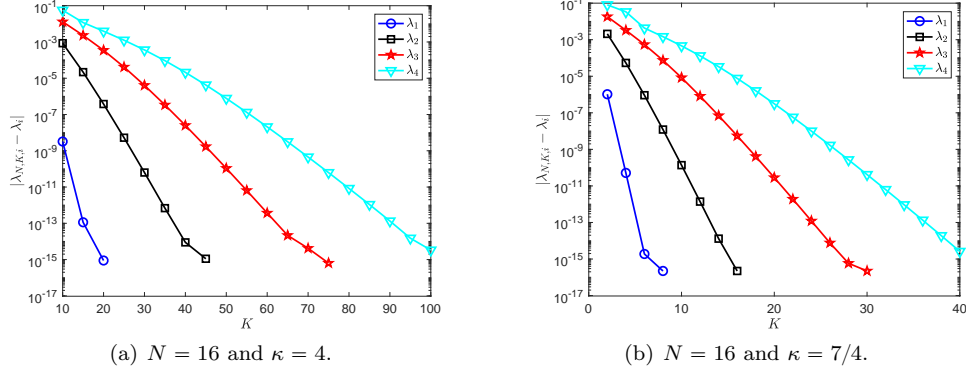 10^{-1}
10^{-3}
10^{-5}
10^{-7}
10^{-9}
10^{-11}
10^{-13}
10^{-15}
10^{-17}
|λ_{N,K,i} − λ_i|
10 20 30 40 50 60 70 80 90 100
K
λ_1
λ_2
λ_3
λ_4
(a) N = 16 and κ = 4.
10^{-1}
10^{-3}
10^{-5}
10^{-7}
10^{-9}
10^{-11}
10^{-13}
10^{-15}
10^{-17}
|λ_{N,K,i} − λ_i|
0 10 20 30 40
K
λ_1
λ_2
λ_3
λ_4
(b) N = 16 and κ = 7/4.